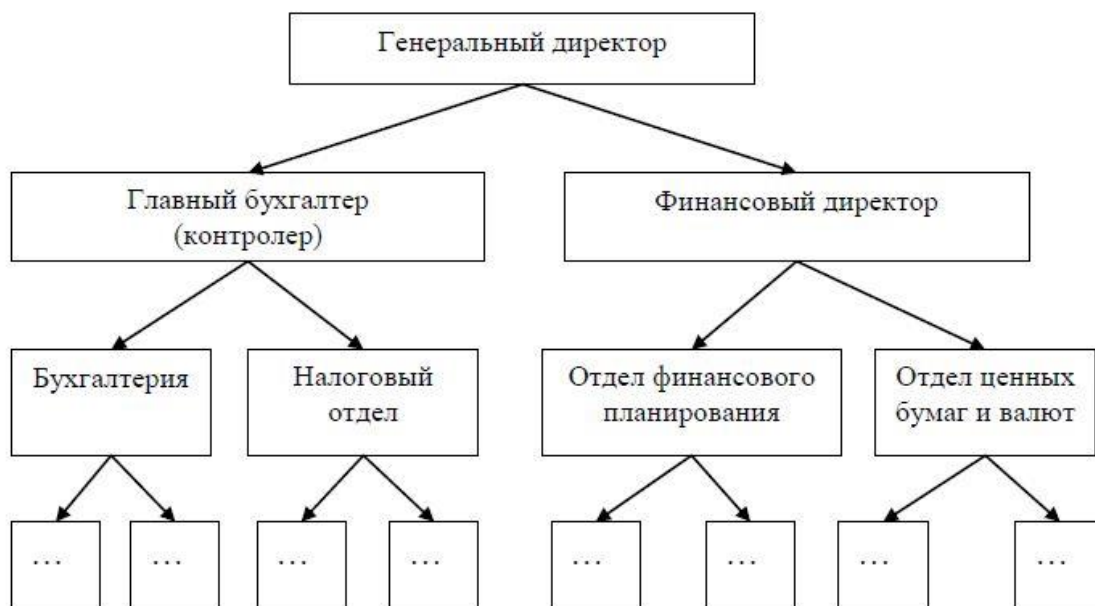 Генеральный директор
Главный бухгалтер
(контролер)
Финансовый директор
Бухгалтерия
Налоговый
отдел
Отдел финансового
планирования
Отдел ценных
бумаг и валют
... ... ... ... ... ... ... ...